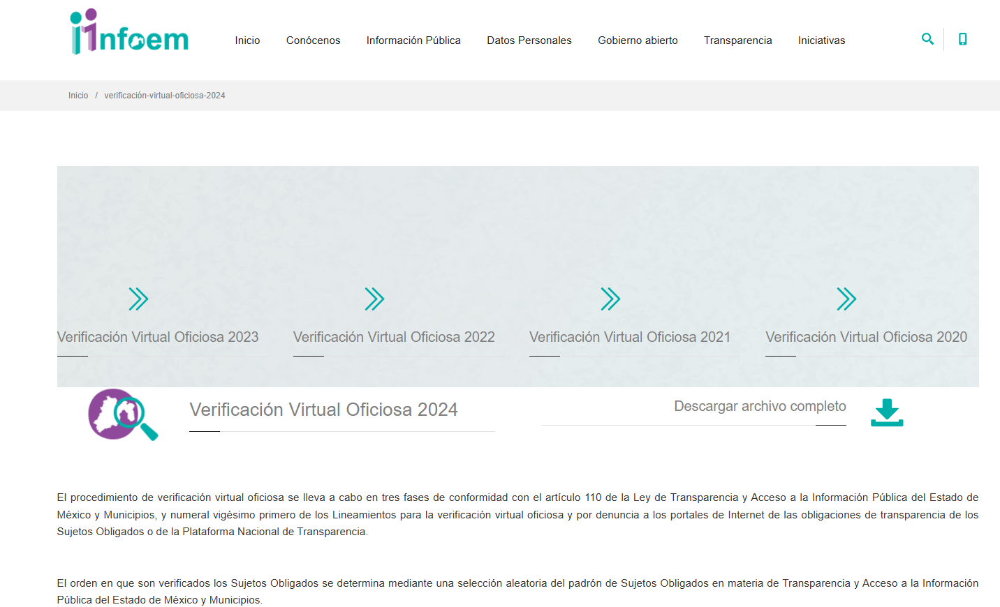 infoem
Inicio Conócenos Información Pública Datos Personales Gobierno abierto Transparencia Iniciativas
Inicio / verificación-virtual-oficiosa-2024
Verificación Virtual Oficiosa 2023
Verificación Virtual Oficiosa 2022
Verificación Virtual Oficiosa 2021
Verificación Virtual Oficiosa 2020
Verificación Virtual Oficiosa 2024
Descargar archivo completo
El procedimiento de verificación virtual oficiosa se lleva a cabo en tres fases de conformidad con el artículo 110 de la Ley de Transparencia y Acceso a la Información Pública del Estado de
México y Municipios, y numeral vigésimo primero de los Lineamientos para la verificación virtual oficiosa y por denuncia a los portales de Internet de las obligaciones de transparencia de los
Sujetos Obligados o de la Plataforma Nacional de Transparencia.
El orden en que son verificados los Sujetos Obligados se determina mediante una selección aleatoria del padrón de Sujetos Obligados en materia de Transparencia y Acceso a la Información
Pública del Estado de México y Municipios.